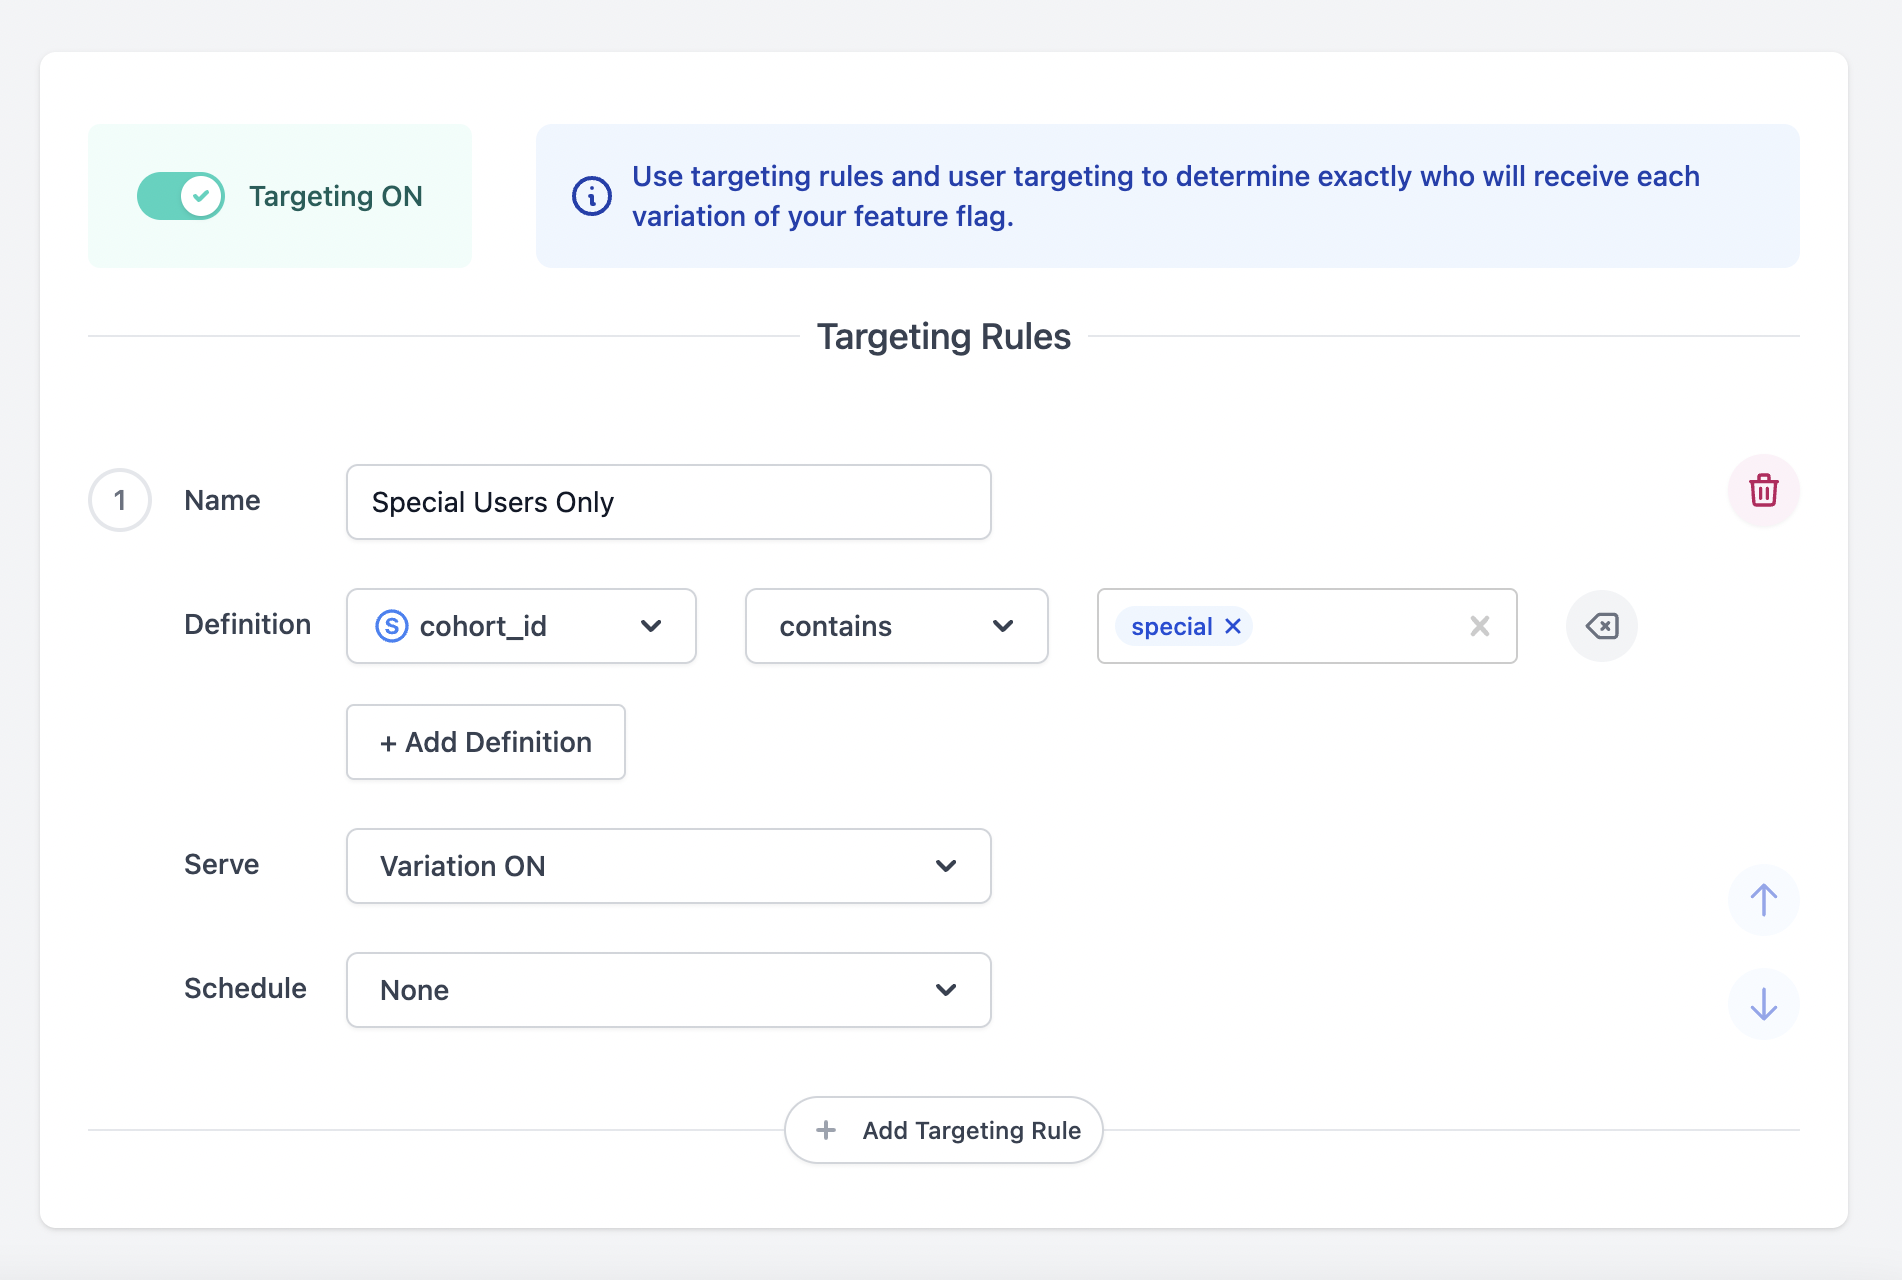 Targeting ON
Use targeting rules and user targeting to determine exactly who will receive each
variation of your feature flag.
Targeting Rules
1
Name
Special Users Only
Definition
S cohort_id
contains
special
+ Add Definition
Serve
Variation ON
Schedule
None
+ Add Targeting Rule